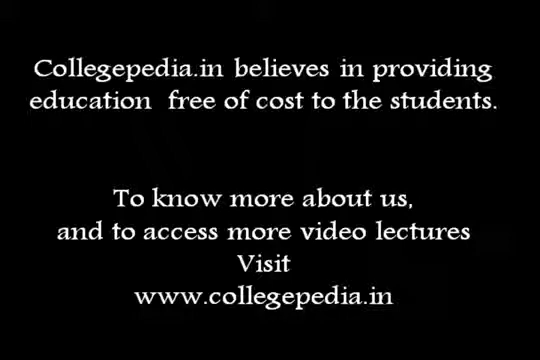 Collegepedia.in believes in providing
education  free of cost to the students.
To know more about us,
and to access more video lectures
Visit
www.collegepedia.in